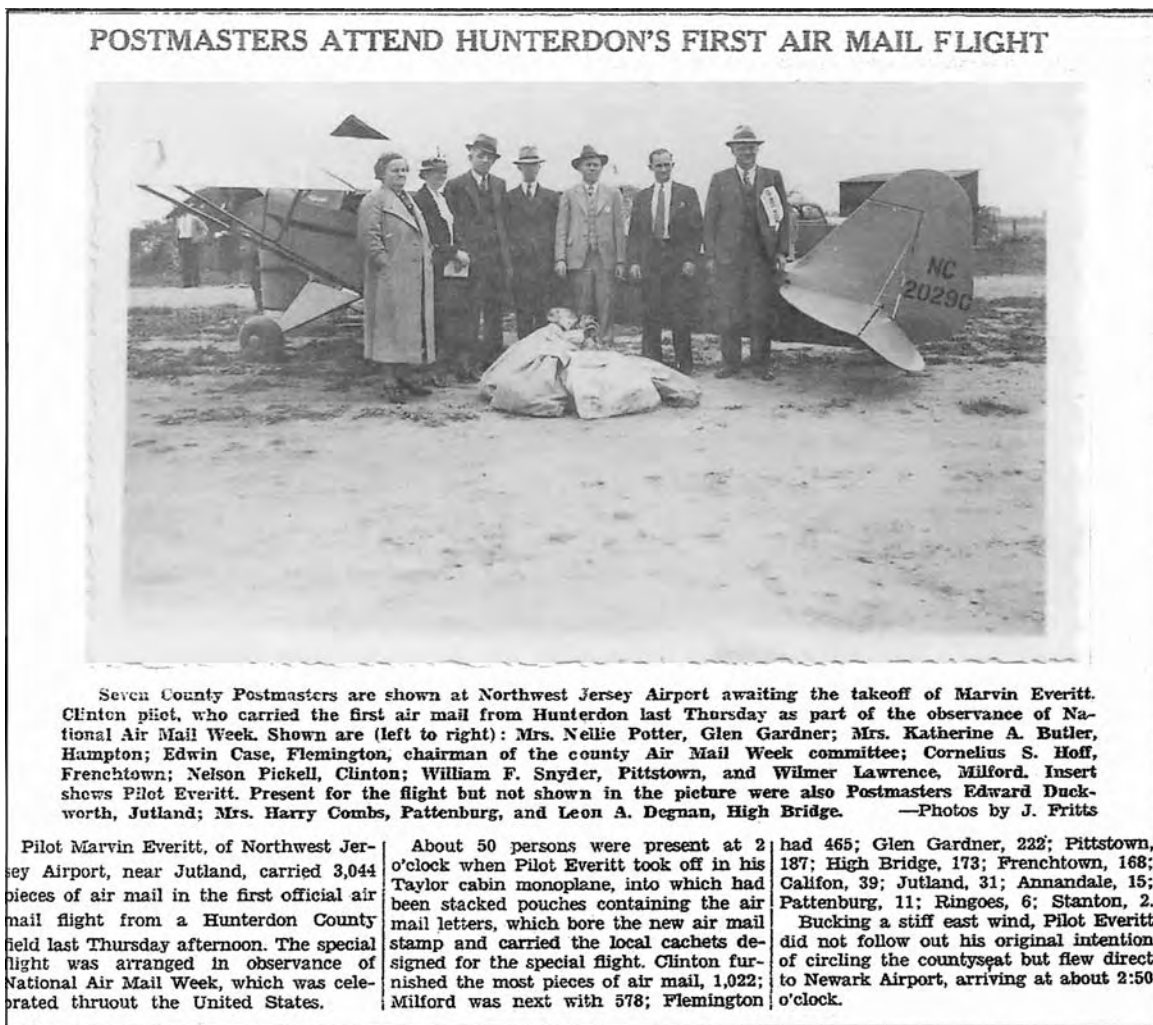 POSTMASTERS ATTEND HUNTERDON'S FIRST AIR MAIL FLIGHT
NC
2029
Seven County Postmasters are shown at Northwest Jersey Airport awaiting the takeoff of Marvin Everitt.
Clinton pilot, who carried the first air mail from Hunterdon last Thursday as part of the observance of Na-
tional Air Mail Week. Shown are (left to right): Mrs. Nellie Potter, Glen Gardner; Mrs. Katherine A. Butler,
Hampton; Edwin Case, Flemington, chairman of the county Air Mail Week committee; Cornelius S. Hoff,
Frenchtown; Nelson Pickell, Clinton; William F. Snyder, Pittstown, and Wilmer Lawrence, Milford. Insert
shows Pilot Everitt. Present for the flight but not shown in the picture were also Postmasters Edward Duck-
worth, Jutland; Mrs. Harry Combs, Pattenburg, and Leon A. Degnan, High Bridge. —Photos by J. Fritts
Pilot Marvin Everitt, of Northwest Jer-
sey Airport, near Jutland, carried 3,044
pieces of air mail in the first official air
mail flight from a Hunterdon County
field last Thursday afternoon. The special
flight was arranged in observance of
National Air Mail Week, which was cele-
brated thruout the United States.
About 50 persons were present at 2
o'clock when Pilot Everitt took off in his
Taylor cabin monoplane, into which had
been stacked pouches containing the air
mail letters, which bore the new air mail
stamp and carried the local cachets de-
signed for the special flight. Clinton fur-
nished the most pieces of air mail, 1,022;
Milford was next with 578; Flemington
had 465; Glen Gardner, 222; Pittstown,
187; High Bridge, 173; Frenchtown, 168;
Califon, 39; Jutland, 31; Annandale, 15;
Pattenburg, 11; Ringoes, 6; Stanton, 2.
Bucking a stiff east wind, Pilot Everitt
did not follow out his original intention
of circling the countyseat but flew direct
to Newark Airport, arriving at about 2:50
o'clock.